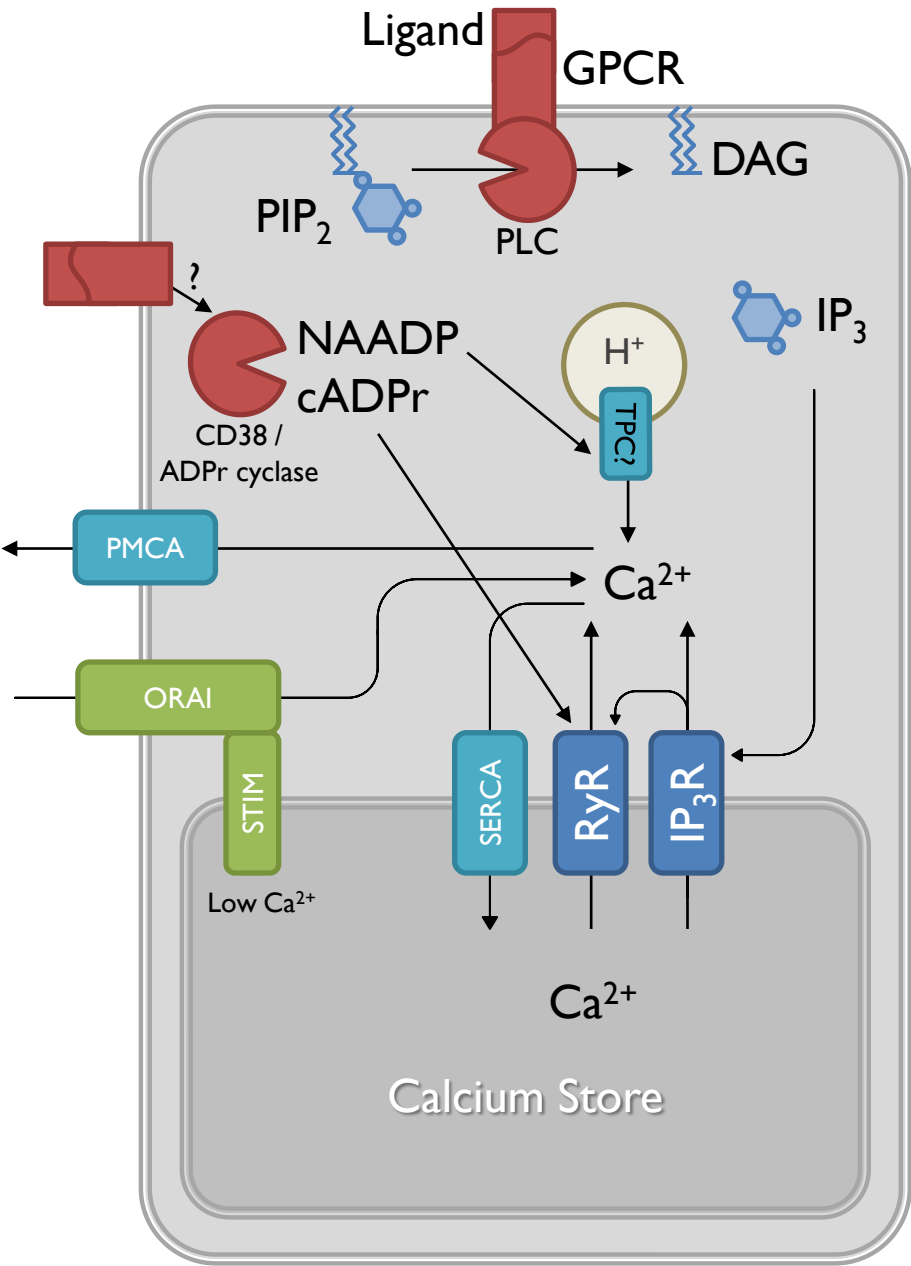 Ligand
GPCR
DAG
PIP₂
PLC
?
NAADP
cADPr
H⁺
IP₃
TPC?
CD38 /
ADPr cyclase
PMCA
Ca²⁺
ORAI
STIM
SERCA
RyR
IP₃R
Low Ca²⁺
Ca²⁺
Calcium Store